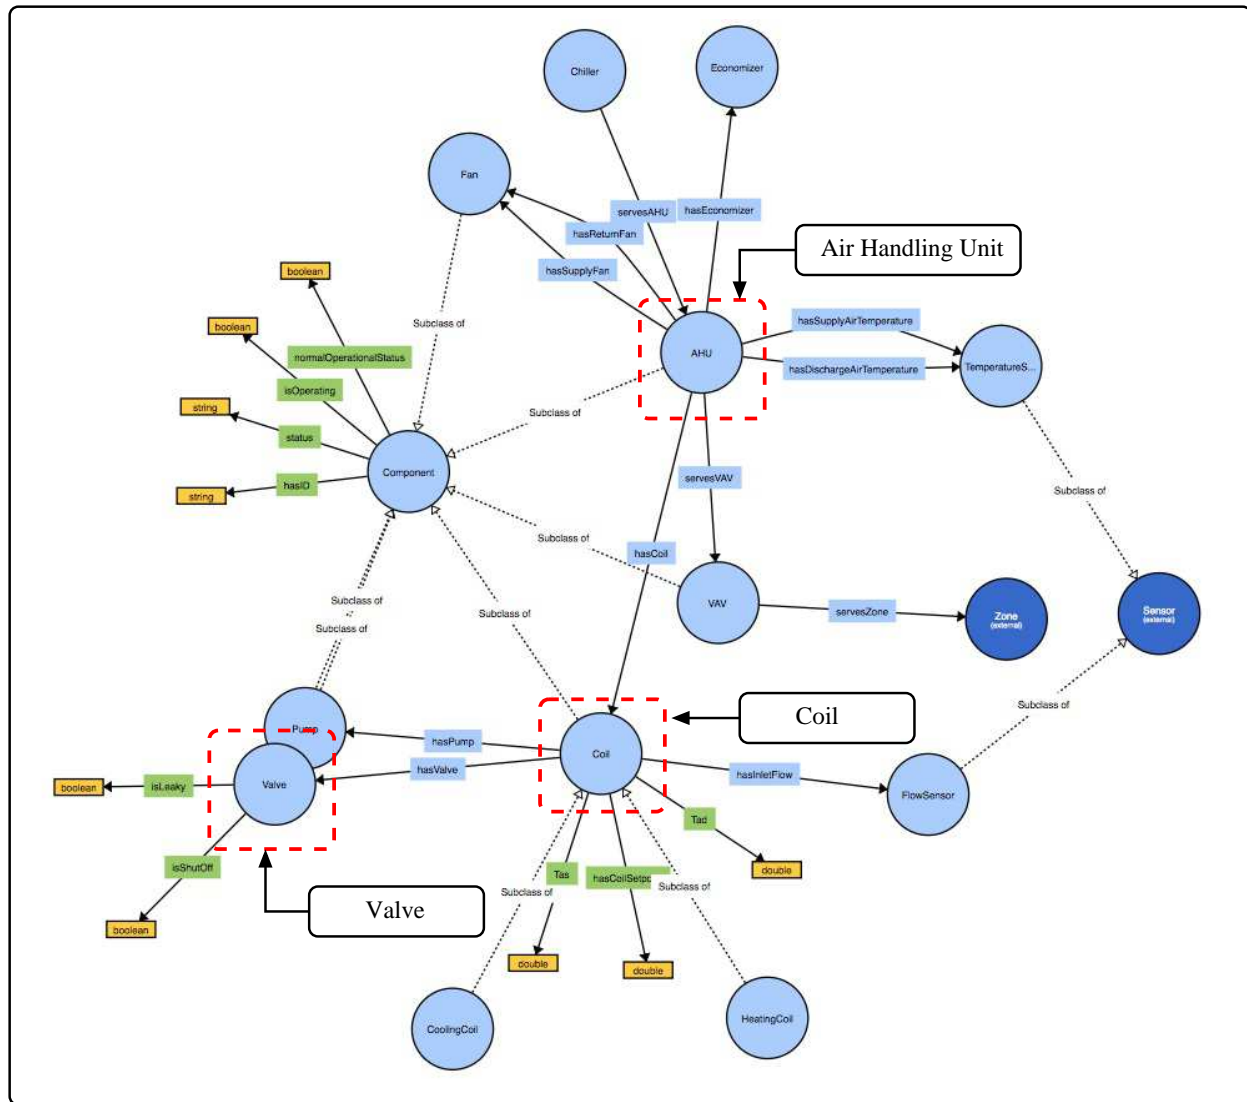 Chiller
Economizer
Fan
servesAHU
hasEconomizer
hasReturnFan
hasSupplyFan
Air Handling Unit
boolean
boolean
Subclass of
normalOperationalStatus
isOperating
string
status
hasID
string
Component
AHU
hasSupplyAirTemperature
hasDischargeAirTemperature
TemperatureS...
Subclass of
servesVAV
Subclass of
Subclass of
hasCoil
VAV
servesZone
Zone
(external)
Sensor
(external)
Subclass of
Subclass of
Subclass of
Subclass of
Coil
Pump
hasPump
hasValve
Coil
hasInletFlow
FlowSensor
Valve
isLeaky
boolean
isShutOff
boolean
Valve
Tad
double
Tas
hasCoilSetpo
Subclass of
Subclass of
double
double
CoolingCoil
HeatingCoil